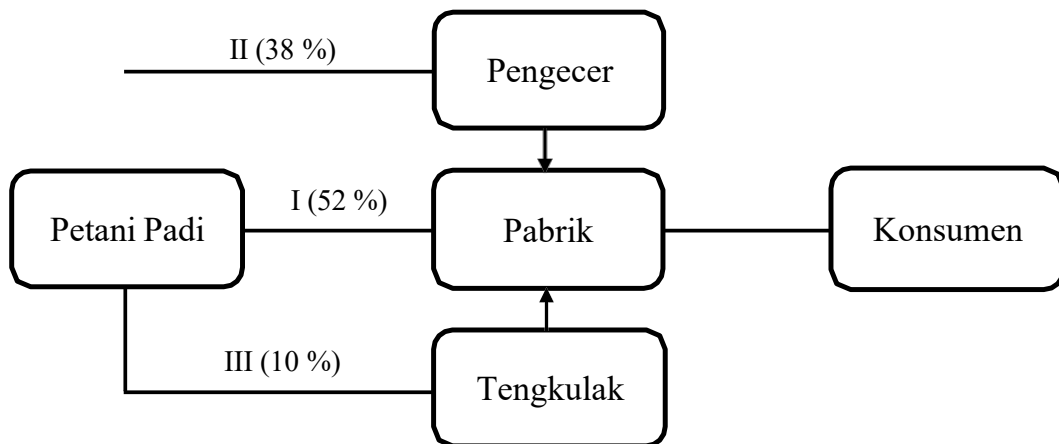 II (38 %)
Pengecer
Petani Padi
I (52 %)
Pabrik
Konsumen
III (10 %)
Tengkulak